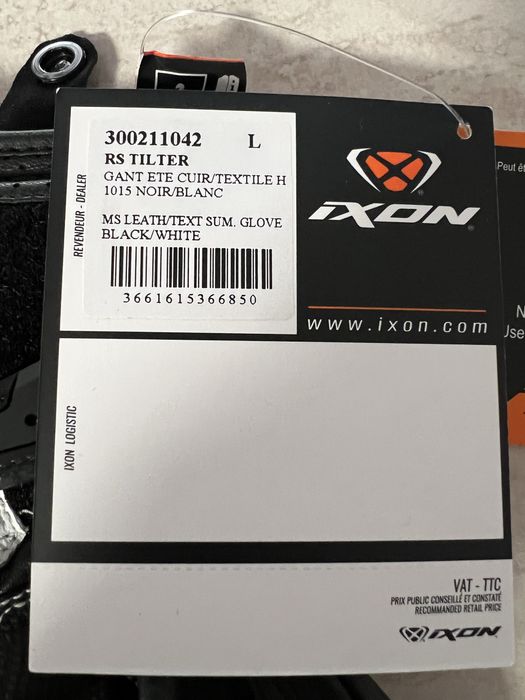 300211042 L
RS TILTER
GANT ETE CUIR/TEXTILE H
1015 NOIR/BLANC
MS LEATH/TEXT SUM. GLOVE
BLACK/WHITE
3661615366850
REVENDEUR - DEALER
iXON
www.ixon.com
IXON LOGISTIC
VAT - TTC
PRIX PUBLIC CONSEILLÉ ET CONSTATÉ
RECOMMENDED RETAIL PRICE
iXON
Peut êt